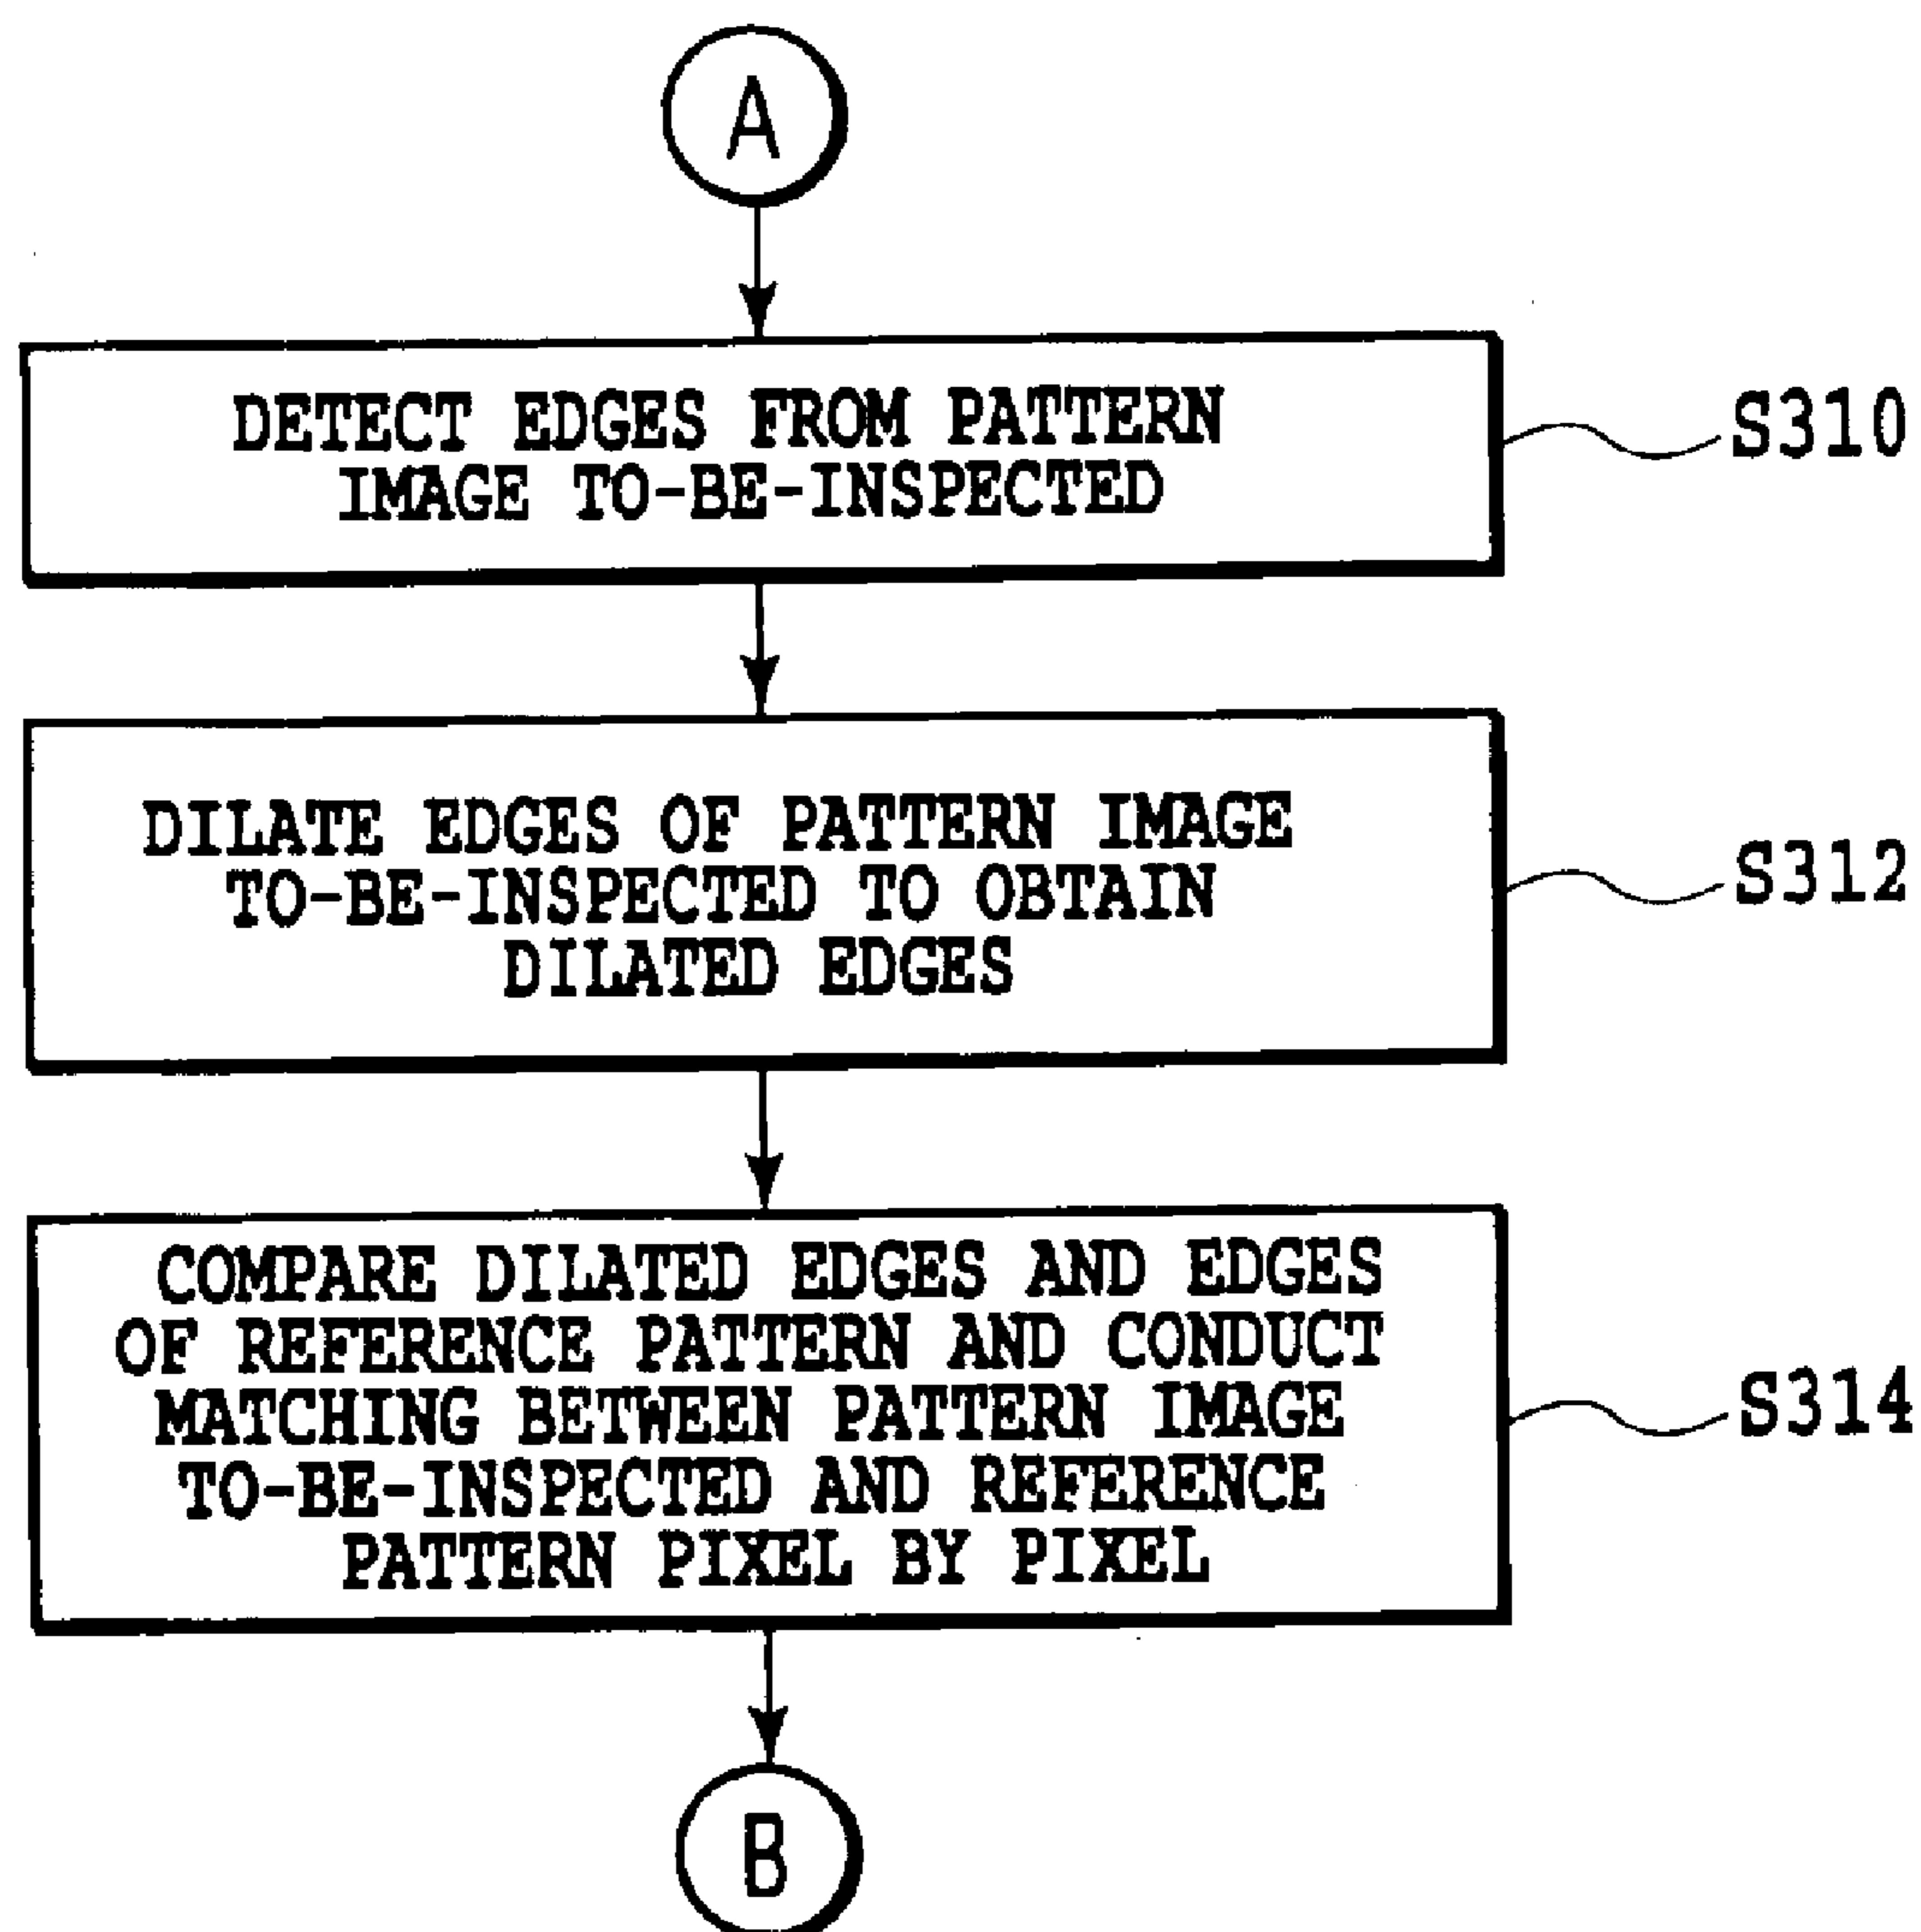 A
DETECT EDGES FROM PATTERN
IMAGE TO-BE-INSPECTED
S310
DILATE EDGES OF PATTERN IMAGE
TO-BE-INSPECTED TO OBTAIN
DILATED EDGES
S312
COMPARE DILATED EDGES AND EDGES
OF REFERENCE PATTERN AND CONDUCT
MATCHING BETWEEN PATTERN IMAGE
TO-BE-INSPECTED AND REFERENCE
PATTERN PIXEL BY PIXEL
S314
B